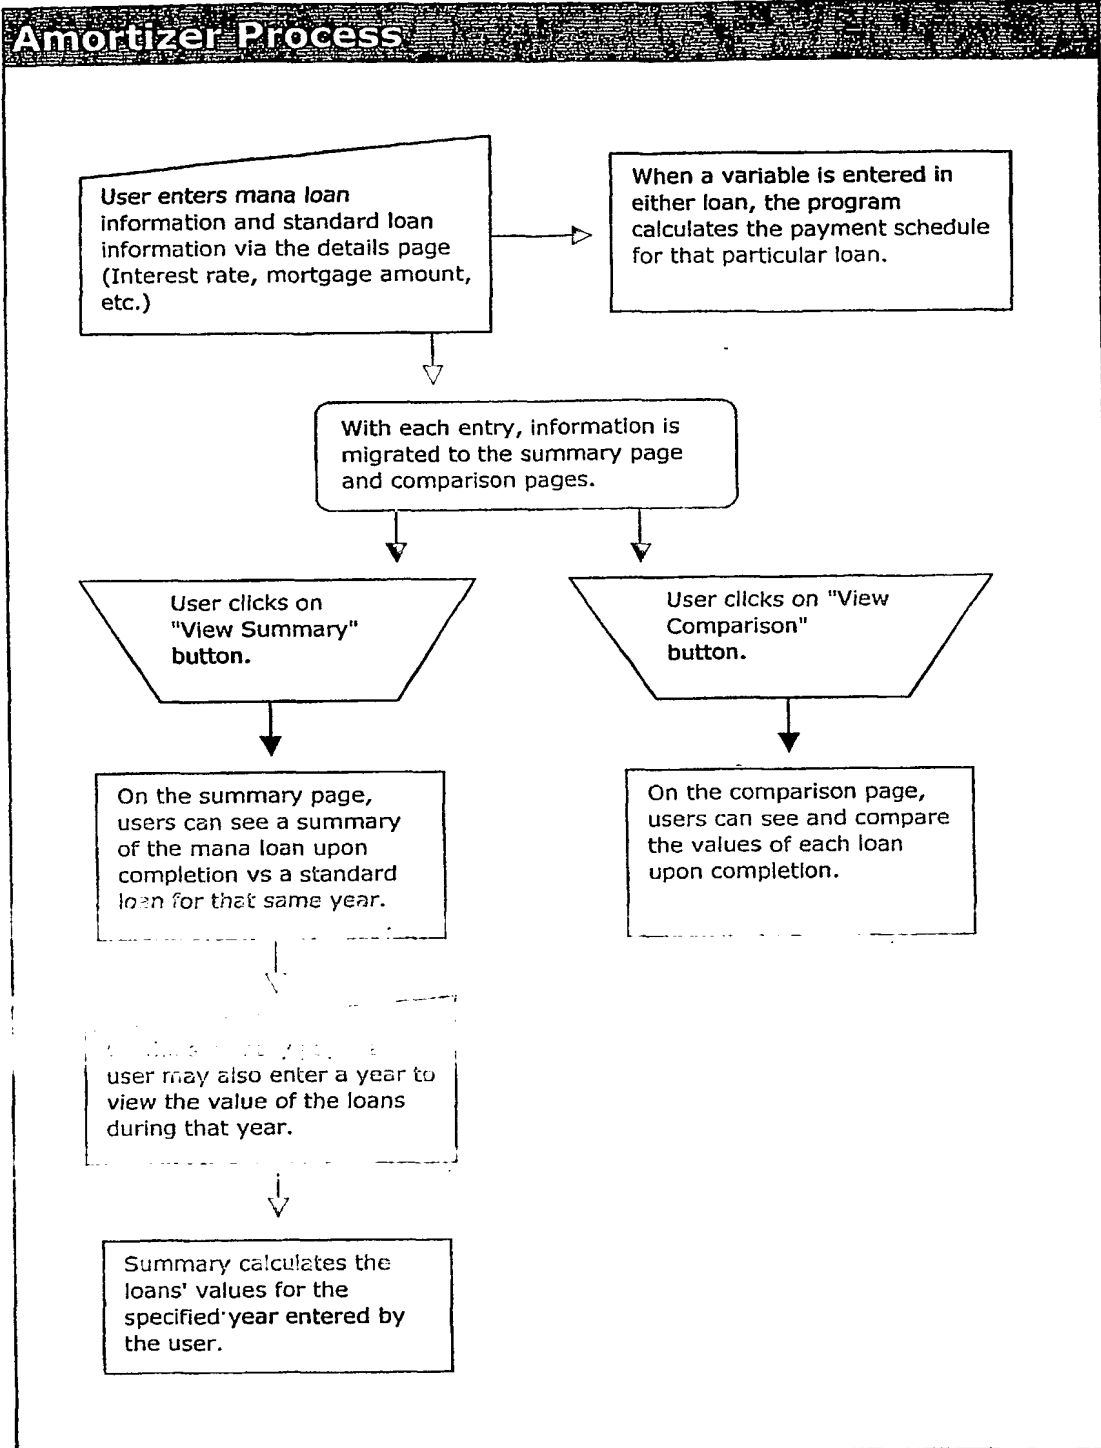 Amortizer Process
User enters mana loan
information and standard loan
information via the details page
(Interest rate, mortgage amount,
etc.)
When a variable is entered in
either loan, the program
calculates the payment schedule
for that particular loan.
With each entry, information is
migrated to the summary page
and comparison pages.
User clicks on
"View Summary"
button.
User clicks on "View
Comparison"
button.
On the summary page,
users can see a summary
of the mana loan upon
completion vs a standard
loan for that same year.
On the comparison page,
users can see and compare
the values of each loan
upon completion.
user may also enter a year to
view the value of the loans
during that year.
Summary calculates the
loans' values for the
specified year entered by
the user.